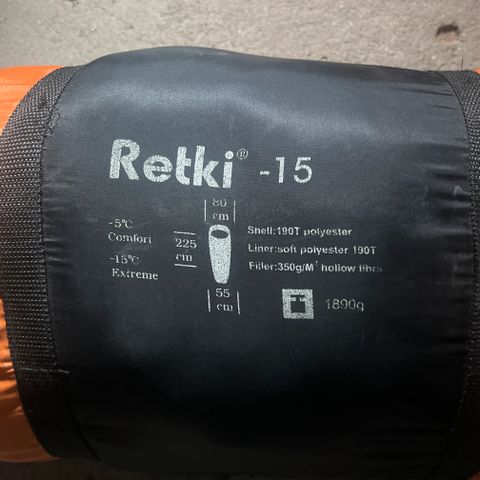 Retki® -15
80
cm
-5℃
Comfort
-15℃
Extreme
225
cm
55
cm
Shell:190T polyester
Liner:soft polyester 190T
Filler:350g/M² hollow fibre
1890g